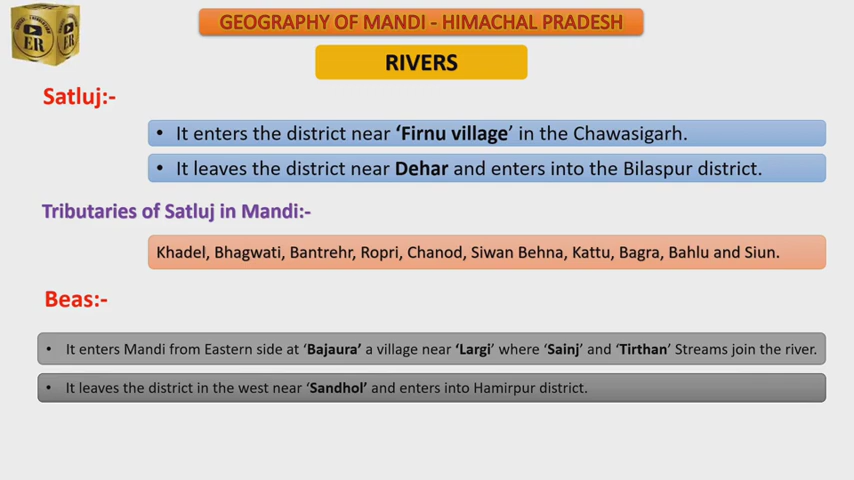 GEOGRAPHY OF MANDI - HIMACHAL PRADESH
ER
ER
RIVERS
Satluj:-
• It enters the district near ‘Firnu village’ in the Chawasigarh.
• It leaves the district near Dehar and enters into the Bilaspur district.
Tributaries of Satluj in Mandi:-
Khadel, Bhagwati, Bantrehr, Ropri, Chanod, Siwan Behna, Kattu, Bagra, Bahlu and Siun.
Beas:-
• It enters Mandi from Eastern side at ‘Bajaura’ a village near ‘Largi’ where ‘Sainj’ and ‘Tirthan’ Streams join the river.
• It leaves the district in the west near ‘Sandhol’ and enters into Hamirpur district.